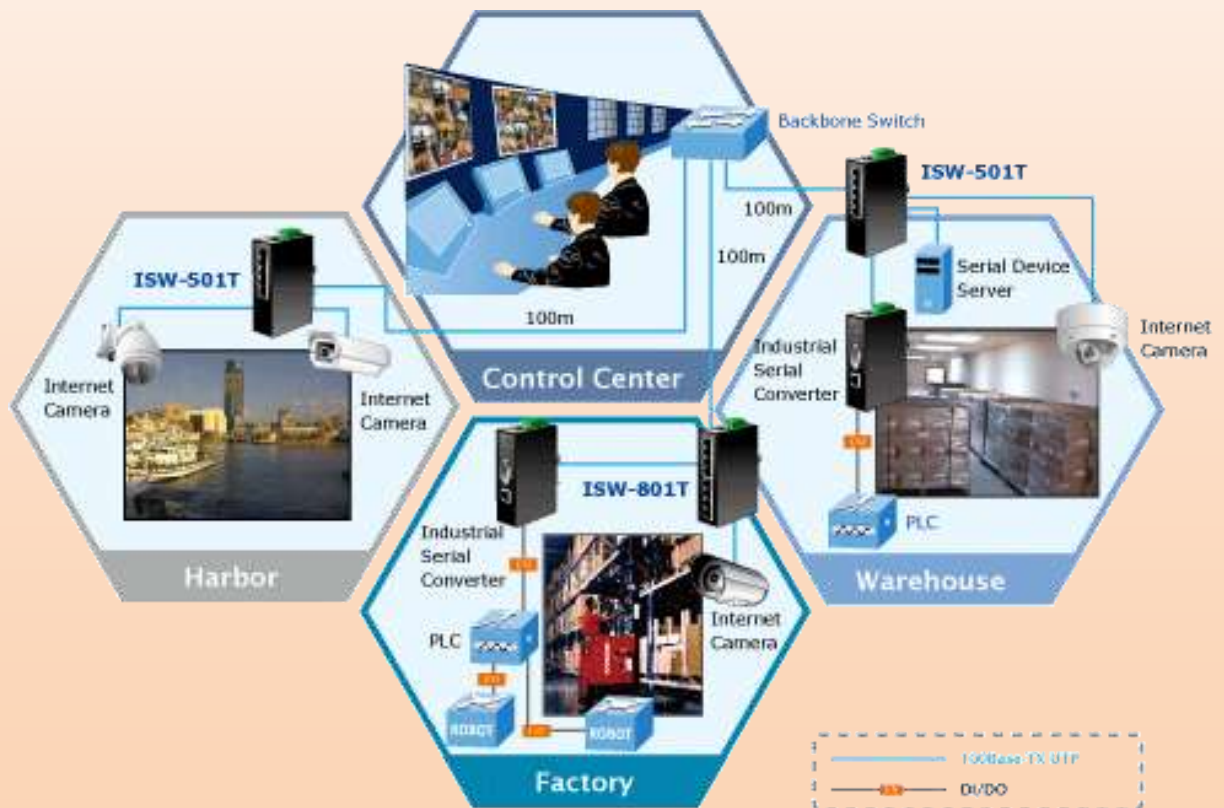 Backbone Switch
ISW-501T
100m
100m
Serial Device
Server
ISW-501T
100m
Internet
Camera
Industrial
Serial
Converter
Internet
Camera
Internet
Camera
Control Center
ISW-801T
PLC
Industrial
Serial
Converter
Harbor
Warehouse
Internet
Camera
PLC
ROBOT
ROBOT
Factory
100Base-TX UTP
DI/DO